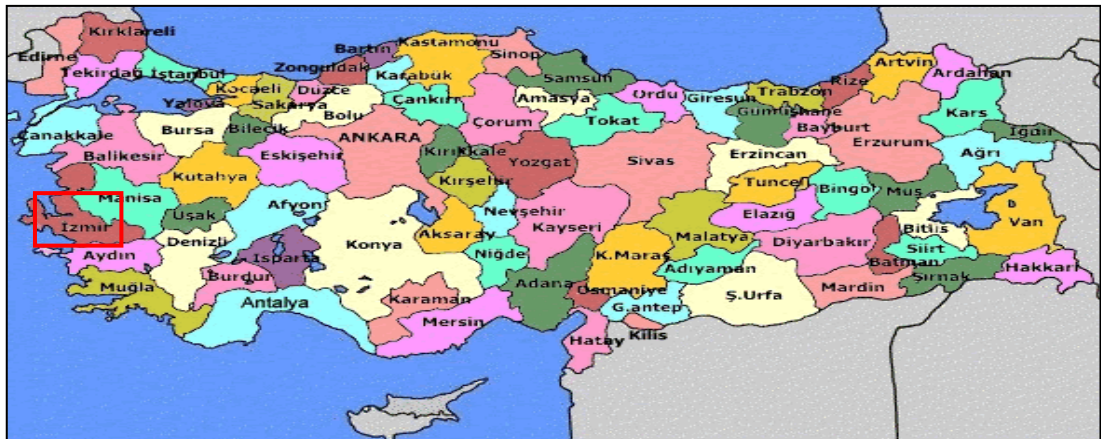 Kırklareli
Edirne
Tekirdağ
İstanbul
Kocaeli
Yalova
Sakarya
Düzce
Zonguldak
Bartın
Karabük
Kastamonu
Sinop
Samsun
Ordu
Giresun
Trabzon
Rize
Artvin
Ardahan
Çanakkale
Bursa
Bilecik
Bolu
Çankırı
Çorum
Amasya
Tokat
Gümüşhane
Bayburt
Erzurum
Kars
Iğdır
Balikesir
Kutahya
Eskişehir
ANKARA
Kırıkkale
Yozgat
Sivas
Erzincan
Ağrı
Manisa
Uşak
Afyon
Kırşehir
Nevşehir
Kayseri
Tunceli
Bingöl
Muş
İzmir
Aydın
Denizli
Isparta
Konya
Aksaray
Niğde
K.Maraş
Malatya
Elazığ
Diyarbakır
Bitlis
Van
Muğla
Burdur
Antalya
Karaman
Mersin
Adana
Osmaniye
G.antep
Adıyaman
Ş.Urfa
Mardin
Batman
Siirt
Şırnak
Hakkari
Hatay
Kilis